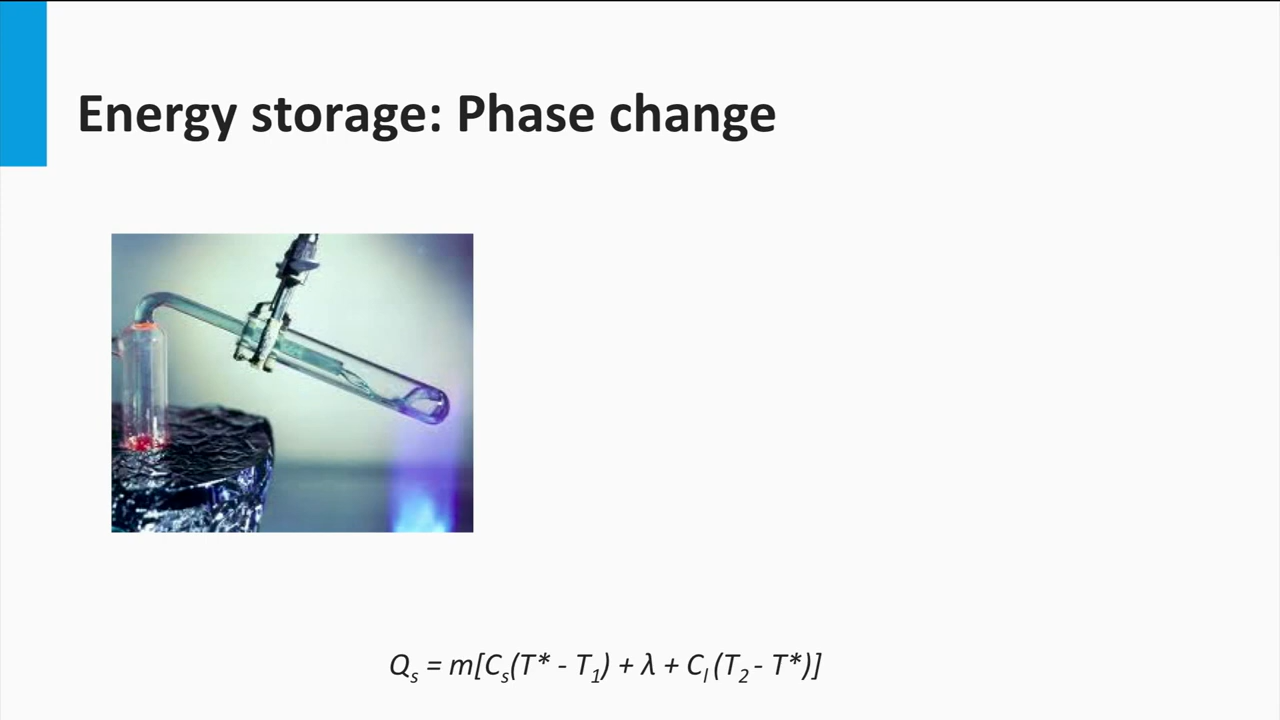 Energy storage: Phase change
Qₛ = m[Cₛ(T* - T₁) + λ + Cₗ(T₂ - T*)]